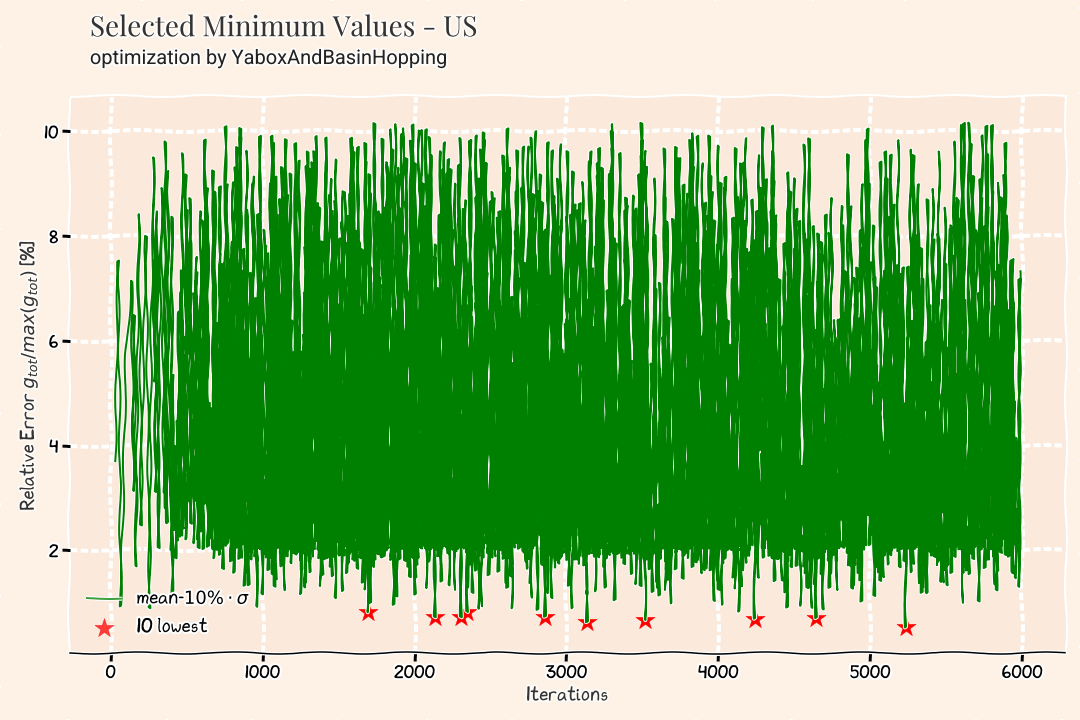 Selected Minimum Values - US
optimization by YaboxAndBasinHopping
Relative Error g_tot/max(g_tot) [%]
10
8
6
4
2
mean-10% · σ
10 lowest
0 1000 2000 3000 4000 5000 6000
Iterations